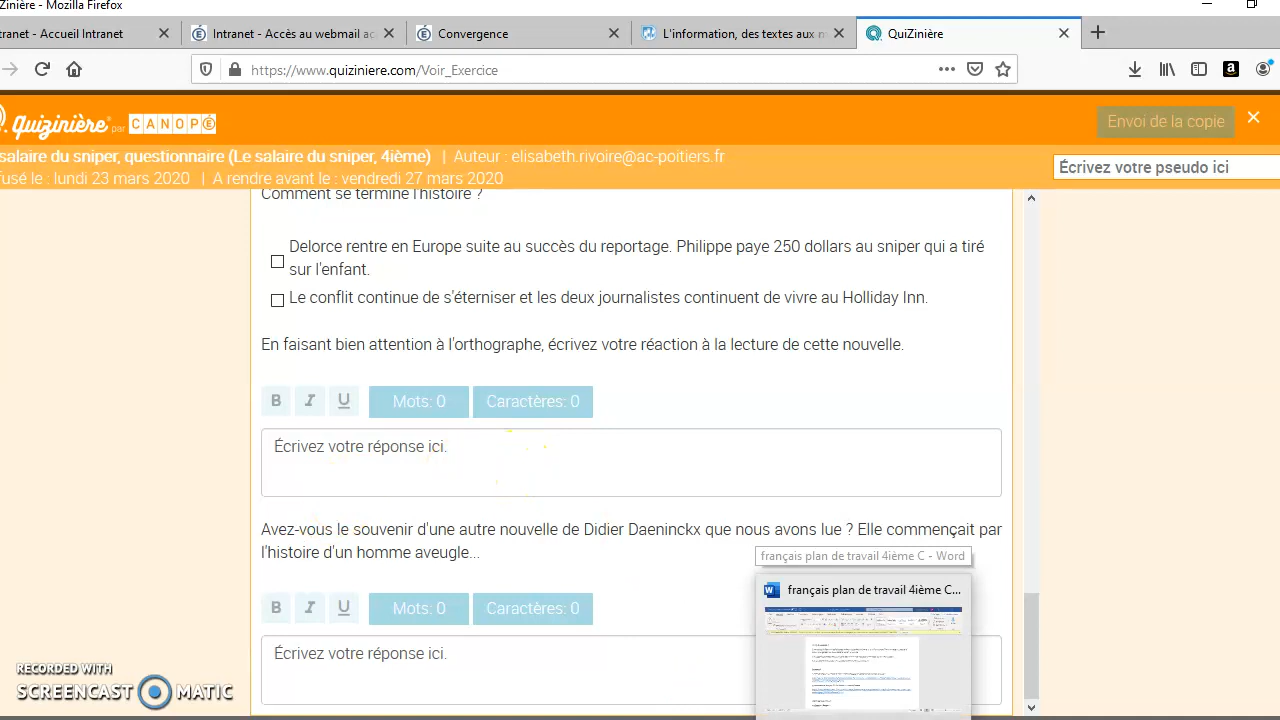 Zinière - Mozilla Firefox
tranet - Accueil Intranet
Intranet - Accès au webmail ac
Convergence
L'information, des textes aux m
QuiZinière
https://www.quiziniere.com/Voir_Exercice
Quizinière par CANOPÉ
Envoi de la copie
salaire du sniper, questionnaire (Le salaire du sniper, 4ième) | Auteur : elisabeth.rivoire@ac-poitiers.fr
fusé le : lundi 23 mars 2020 | A rendre avant le : vendredi 27 mars 2020
Écrivez votre pseudo ici
Comment se termine l'histoire ?
Delorce rentre en Europe suite au succès du reportage. Philippe paye 250 dollars au sniper qui a tiré
sur l'enfant.
Le conflit continue de s'éterniser et les deux journalistes continuent de vivre au Holliday Inn.
En faisant bien attention à l'orthographe, écrivez votre réaction à la lecture de cette nouvelle.
B I U Mots: 0 Caractères: 0
Écrivez votre réponse ici.
Avez-vous le souvenir d'une autre nouvelle de Didier Daeninckx que nous avons lue ? Elle commençait par
l'histoire d'un homme aveugle...
français plan de travail 4ième C - Word
français plan de travail 4ième C...
B I U Mots: 0 Caractères: 0
Écrivez votre réponse ici.
RECORDED WITH
SCREENCAST MATIC